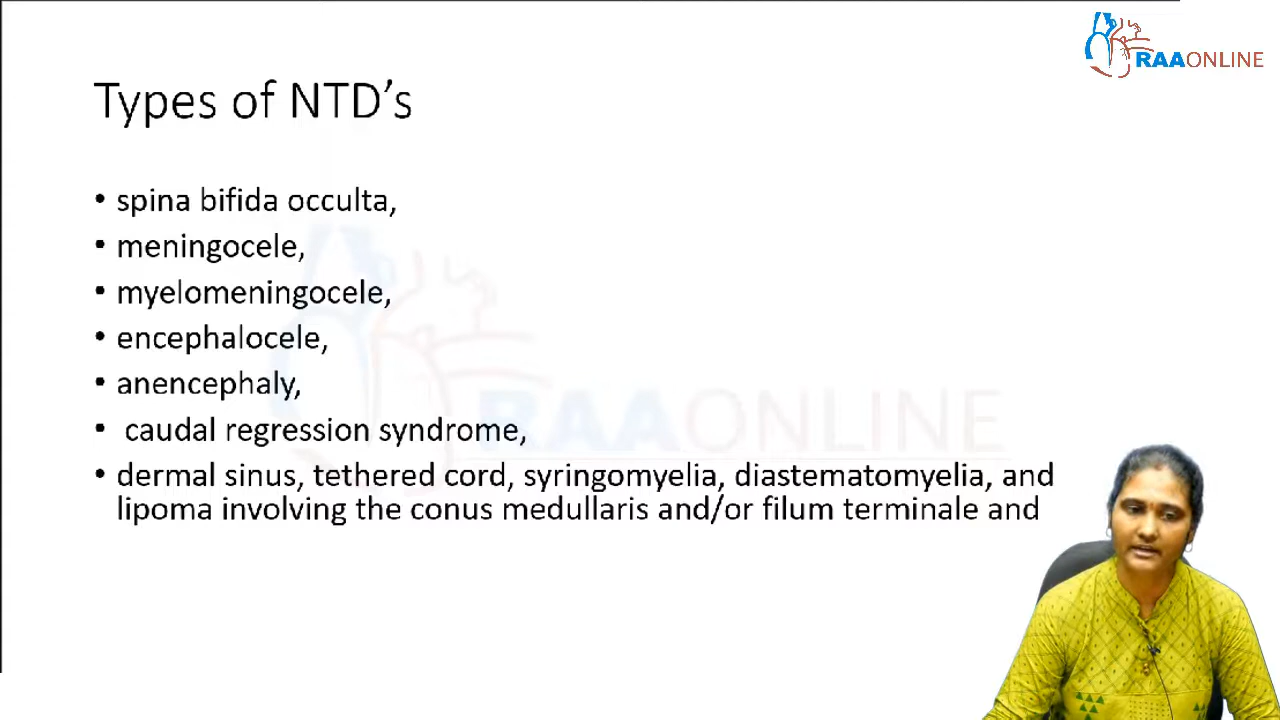 RAAONLINE
Types of NTD's
• spina bifida occulta,
• meningocele,
• myelomeningocele,
• encephalocele,
• anencephaly,
• caudal regression syndrome,
• dermal sinus, tethered cord, syringomyelia, diastematomyelia, and
lipoma involving the conus medullaris and/or filum terminale and
RAAONLINE